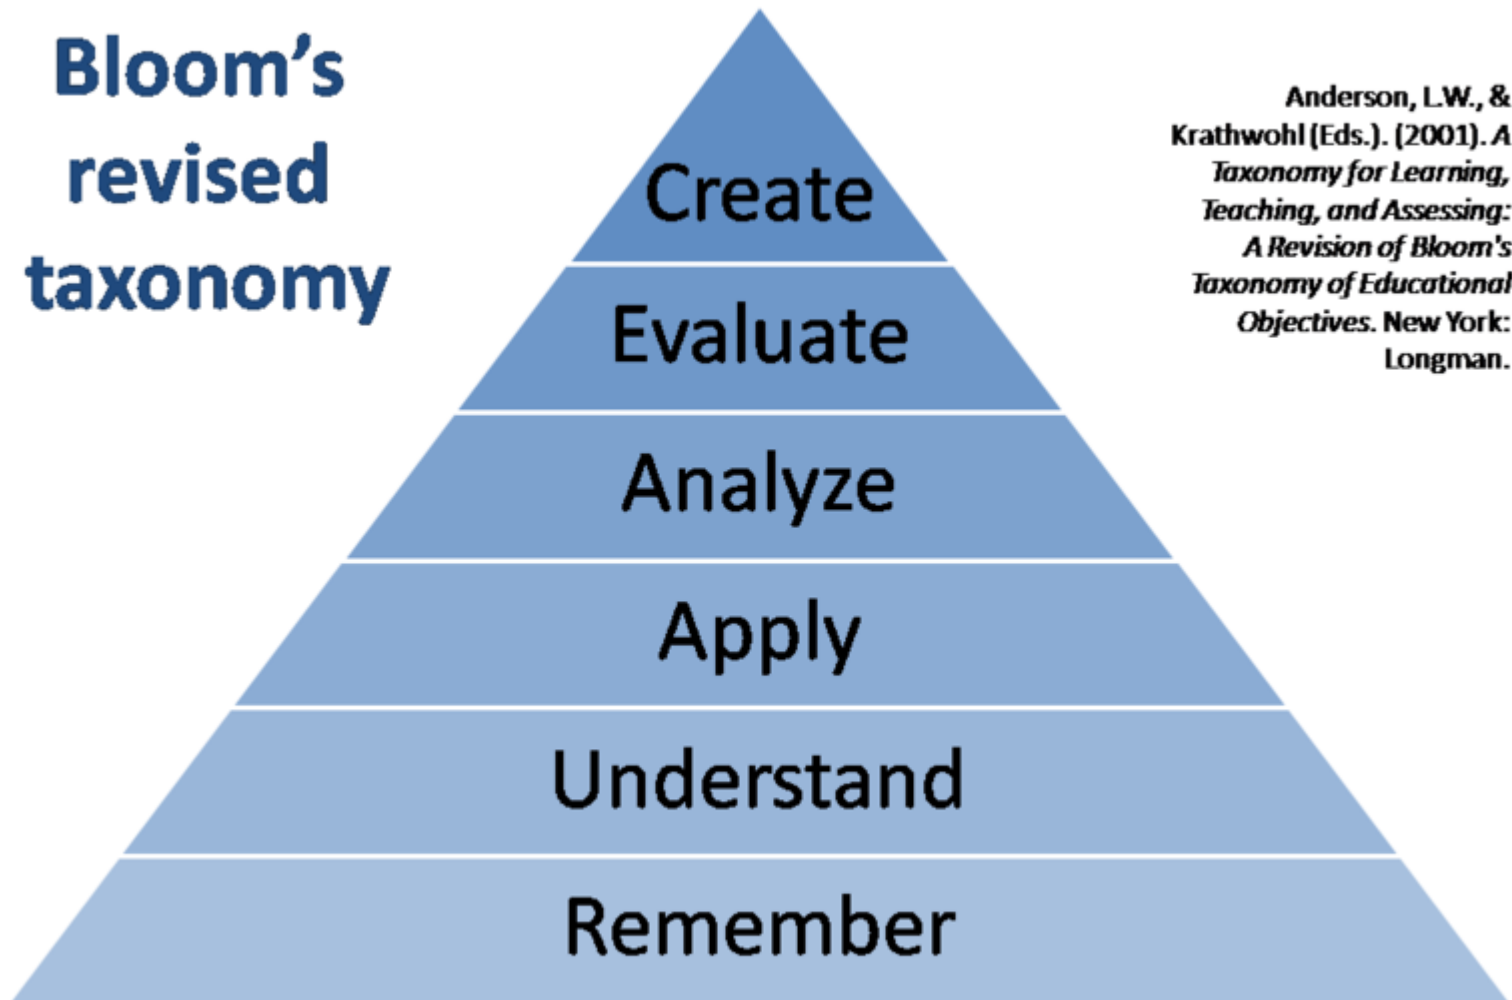 Bloom’s
revised
taxonomy
Anderson, L.W., &
Krathwohl (Eds.). (2001). A
Taxonomy for Learning,
Teaching, and Assessing:
A Revision of Bloom's
Taxonomy of Educational
Objectives. New York:
Longman.
Create
Evaluate
Analyze
Apply
Understand
Remember